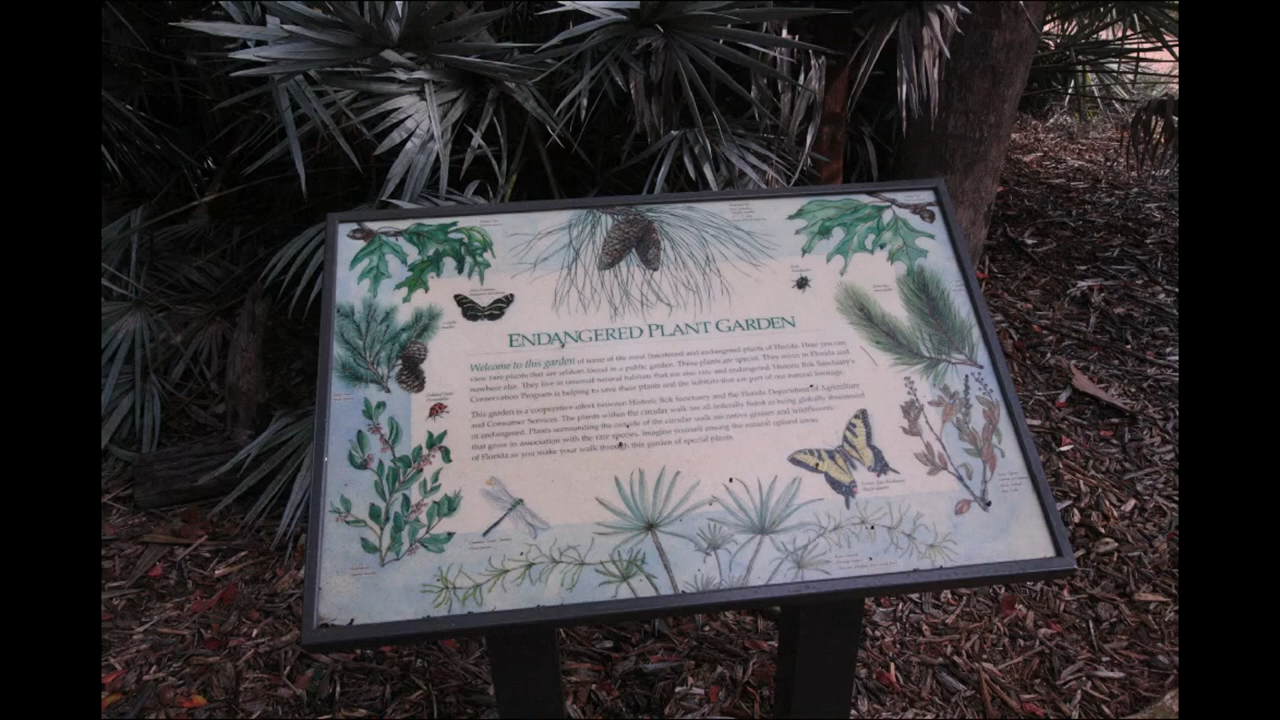 ENDANGERED PLANT GARDEN
Welcome to this garden of some of the most threatened and endangered plants of Florida. Here you can
view rare plants that are seldom found in a public garden. These plants are special. They occur in Florida and
nowhere else. They live in unusual natural habitats that are also rare and endangered. Historic Bok Sanctuary's
Conservation Program is helping to save these plants and the habitats that are part of our natural heritage.
This garden is a cooperative effort between Historic Bok Sanctuary and the Florida Department of Agriculture
and Consumer Services. The plants within the circular walk are all federally listed as being globally threatened
or endangered. Plants surrounding the outside of the circular walk are native grasses and wildflowers
that grow in association with the rare species. Imagine yourself among the natural upland areas
of Florida as you make your walk through this garden of special plants.